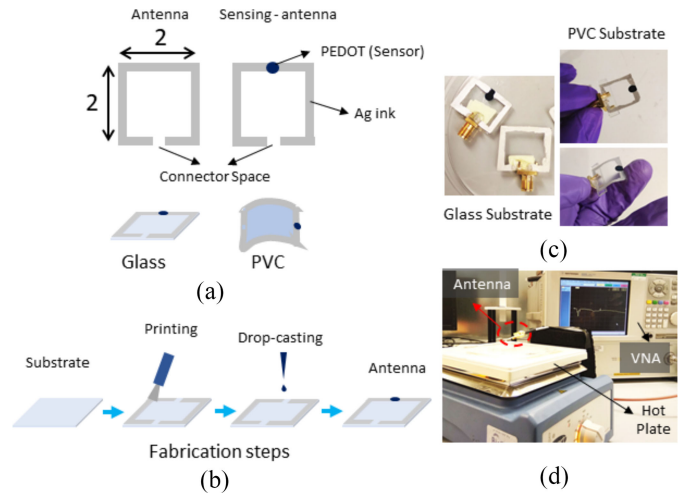 Antenna
2
2
Sensing - antenna
PEDOT (Sensor)
Ag ink
Connector Space
Glass
PVC
(a)
Substrate
Printing
Drop-casting
Antenna
Fabrication steps
(b)
PVC Substrate
Glass Substrate
(c)
Antenna
VNA
Hot
Plate
(d)